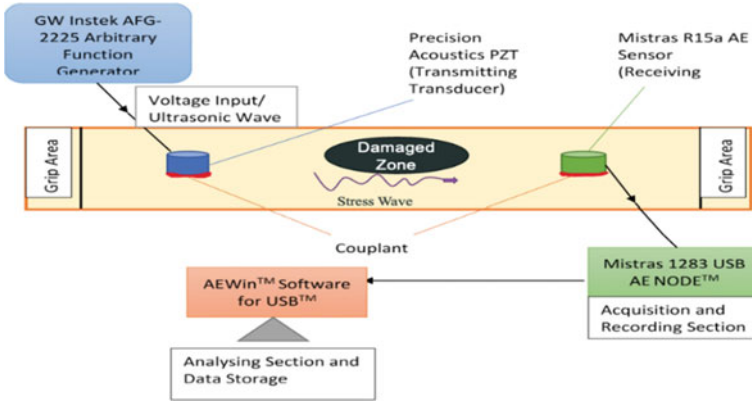 GW Instek AFG-
2225 Arbitrary
Function
Generator
Voltage Input/
Ultrasonic Wave
Precision
Acoustics PZT
(Transmitting
Transducer)
Mistras R15a AE
Sensor
(Receiving
Grip Area
Damaged
Zone
Stress Wave
Grip Area
Couplant
AEWin™ Software
for USB™
Mistras 1283 USB
AE NODE™
Acquisition and
Recording Section
Analysing Section and
Data Storage